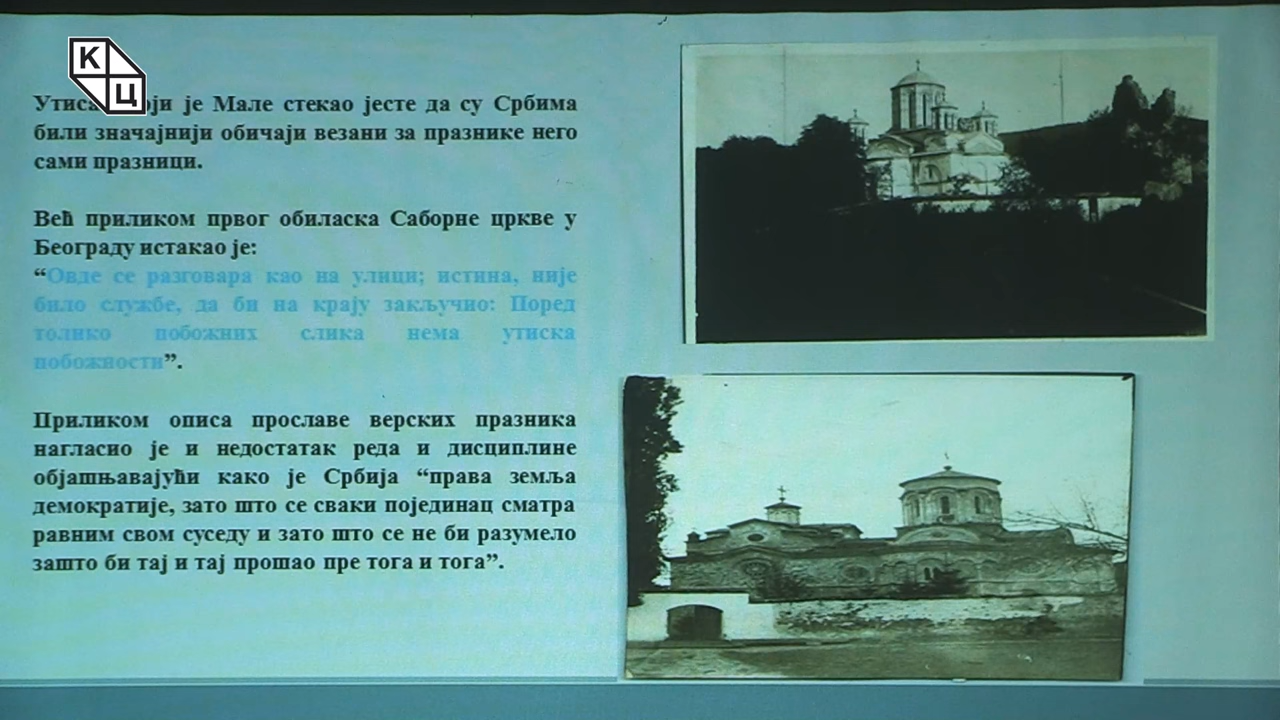 КЦ
је Мале стекао јесте да су Србима
били значајнији обичаји везани за празнике него
сами празници.
Већ приликом првог обиласка Саборне цркве у
Београду истакао је:
“Овде се разговара као на улици; истина, није
било службе, да би на крају закључио: Поред
толико побожних слика нема утиска
побожности”.
Приликом описа прославе верских празника
нагласио је и недостатак реда и дисциплине
објашњавајући како је Србија “права земља
демократије, зато што се сваки појединац сматра
равним свом суседу и зато што се не би разумело
зашто би тај и тај прошао пре тога и тога”.